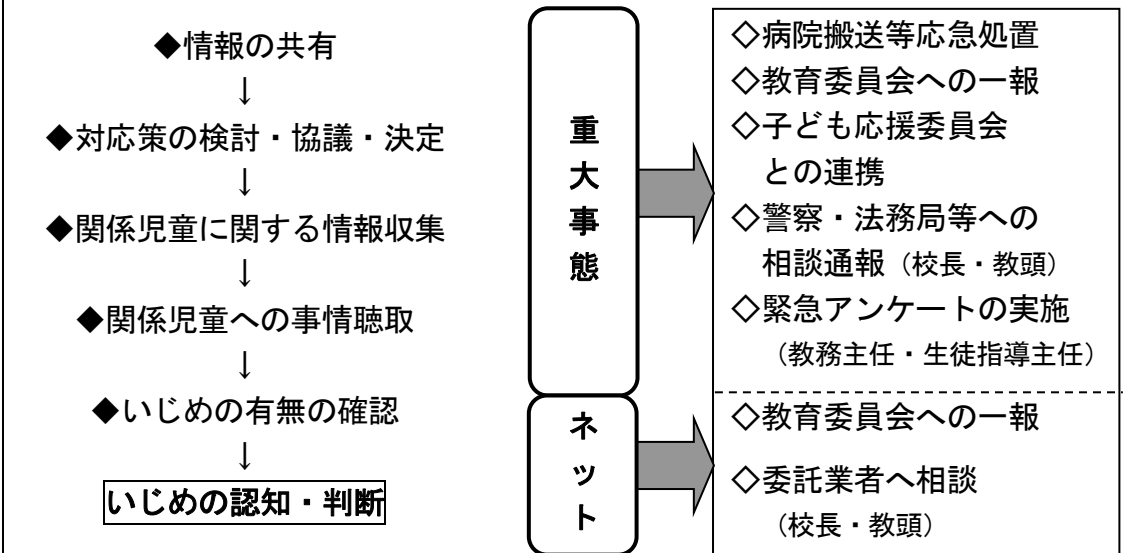 ◆情報の共有
↓
◆対応策の検討・協議・決定
↓
◆関係児童に関する情報収集
↓
◆関係児童への事情聴取
↓
◆いじめの有無の確認
↓
いじめの認知・判断
重大事態
◇病院搬送等応急処置
◇教育委員会への一報
◇子ども応援委員会
との連携
◇警察・法務局等への
相談通報（校長・教頭）
◇緊急アンケートの実施
（教務主任・生徒指導主任）
ネット
◇教育委員会への一報
◇委託業者へ相談
（校長・教頭）